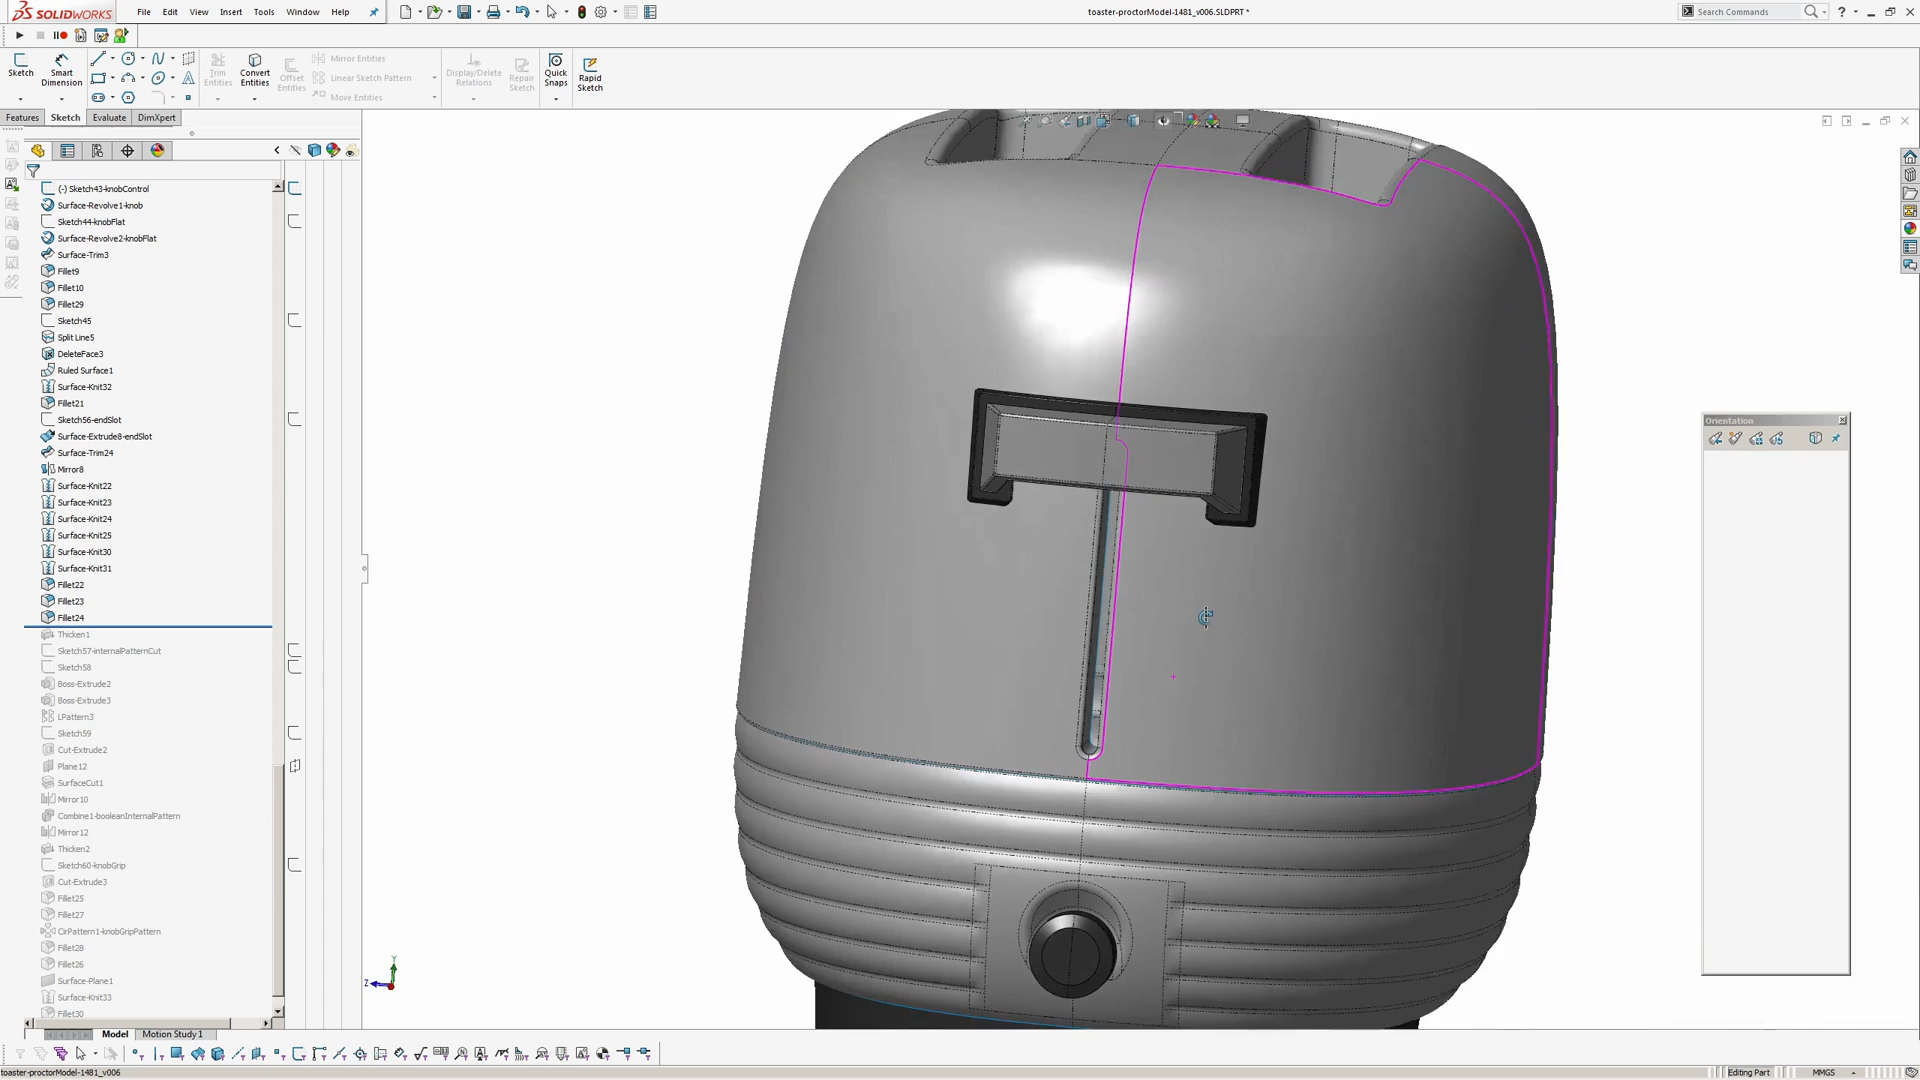 SOLIDWORKS
File Edit View Insert Tools Window Help
toaster-proctorModel-1481_v006.SLDPRT *
Search Commands
Sketch
Smart Dimension
Trim Entities
Convert Entities
Offset Entities
Mirror Entities
Linear Sketch Pattern
Move Entities
Display/Delete Relations
Repair Sketch
Quick Snaps
Rapid Sketch
Features Sketch Evaluate DimXpert
(-) Sketch43-knobControl
Surface-Revolve1-knob
Sketch44-knobFlat
Surface-Revolve2-knobFlat
Surface-Trim3
Fillet9
Fillet10
Fillet29
Sketch45
Split Line5
DeleteFace3
Ruled Surface1
Surface-Knit32
Fillet21
Sketch56-endSlot
Surface-Extrude8-endSlot
Surface-Trim24
Mirror8
Surface-Knit22
Surface-Knit23
Surface-Knit24
Surface-Knit25
Surface-Knit30
Surface-Knit31
Fillet22
Fillet23
Fillet24
Thicken1
Sketch57-internalPatternCut
Sketch58
Boss-Extrude2
Boss-Extrude3
LPattern3
Sketch59
Cut-Extrude2
Plane12
SurfaceCut1
Mirror10
Combine1-booleanInternalPattern
Mirror12
Thicken2
Sketch60-knobGrip
Cut-Extrude3
Fillet25
Fillet27
CirPattern1-knobGripPattern
Fillet28
Fillet26
Surface-Plane1
Surface-Knit33
Fillet30
Orientation
Y
Z
Model Motion Study 1
toaster-proctorModel-1481_v006
Editing Part
MMGS